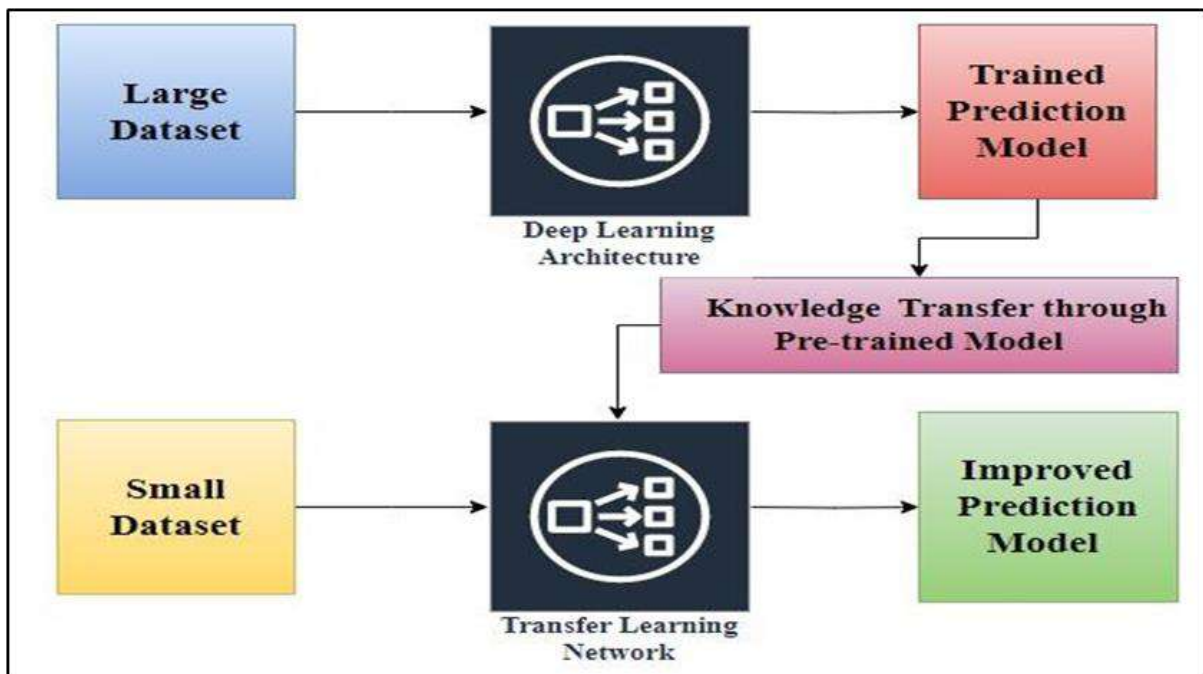 Large
Dataset
Deep Learning
Architecture
Trained
Prediction
Model
Knowledge Transfer through
Pre-trained Model
Small
Dataset
Transfer Learning
Network
Improved
Prediction
Model